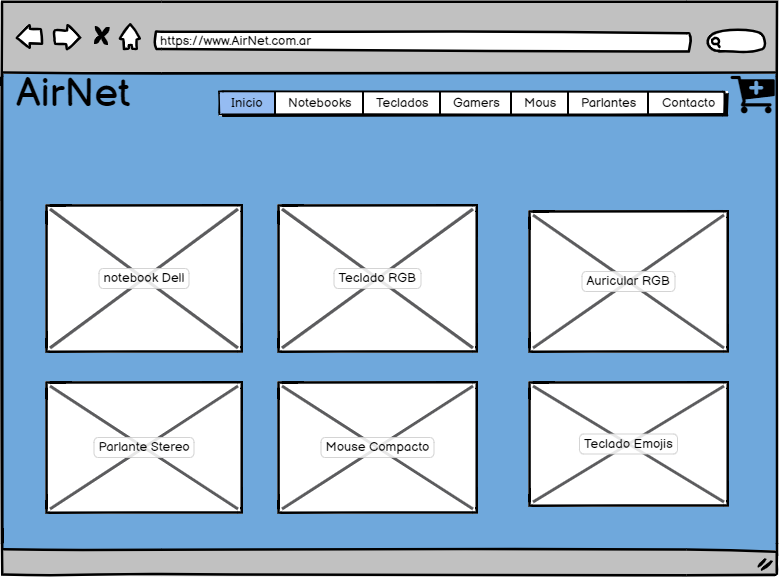 https://www.AirNet.com.ar
AirNet
Inicio Notebooks Teclados Gamers Mous Parlantes Contacto
notebook Dell Teclado RGB Auricular RGB
Parlante Stereo Mouse Compacto Teclado Emojis